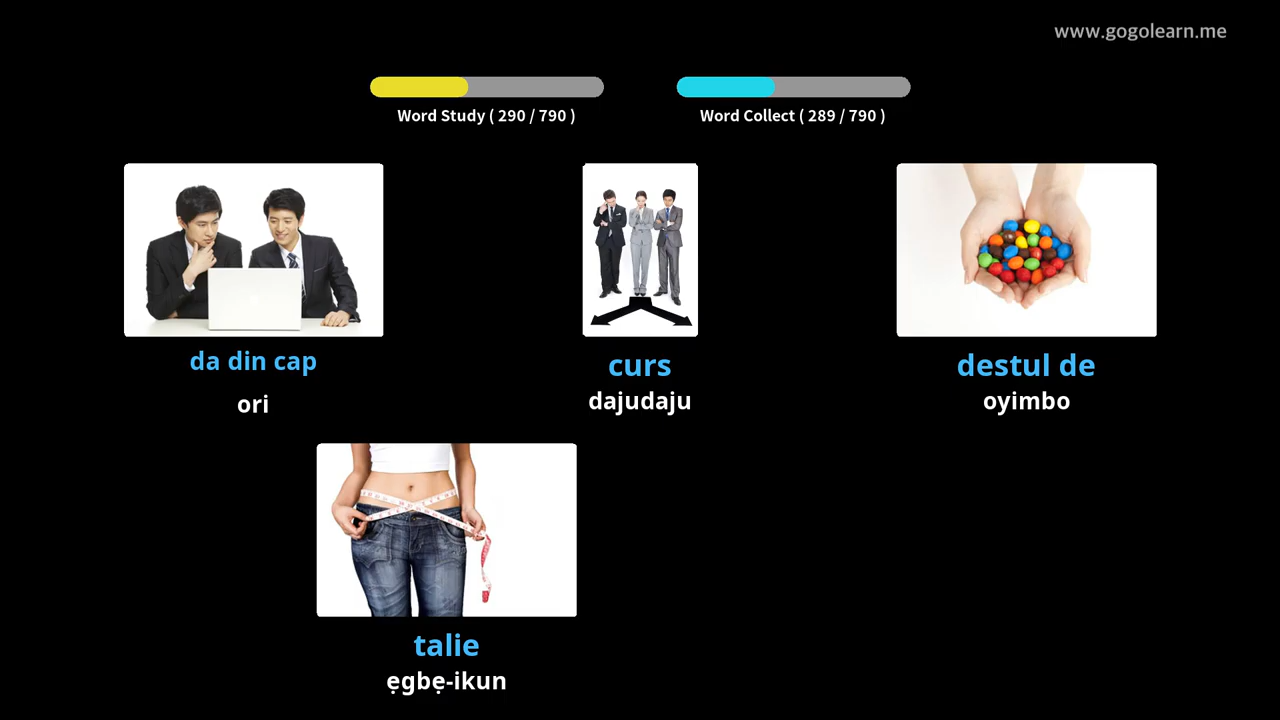 www.gogolearn.me
Word Study ( 290 / 790 )
Word Collect ( 289 / 790 )
da din cap
ori
curs
dajudaju
destul de
oyimbo
talie
ẹgbẹ-ikun